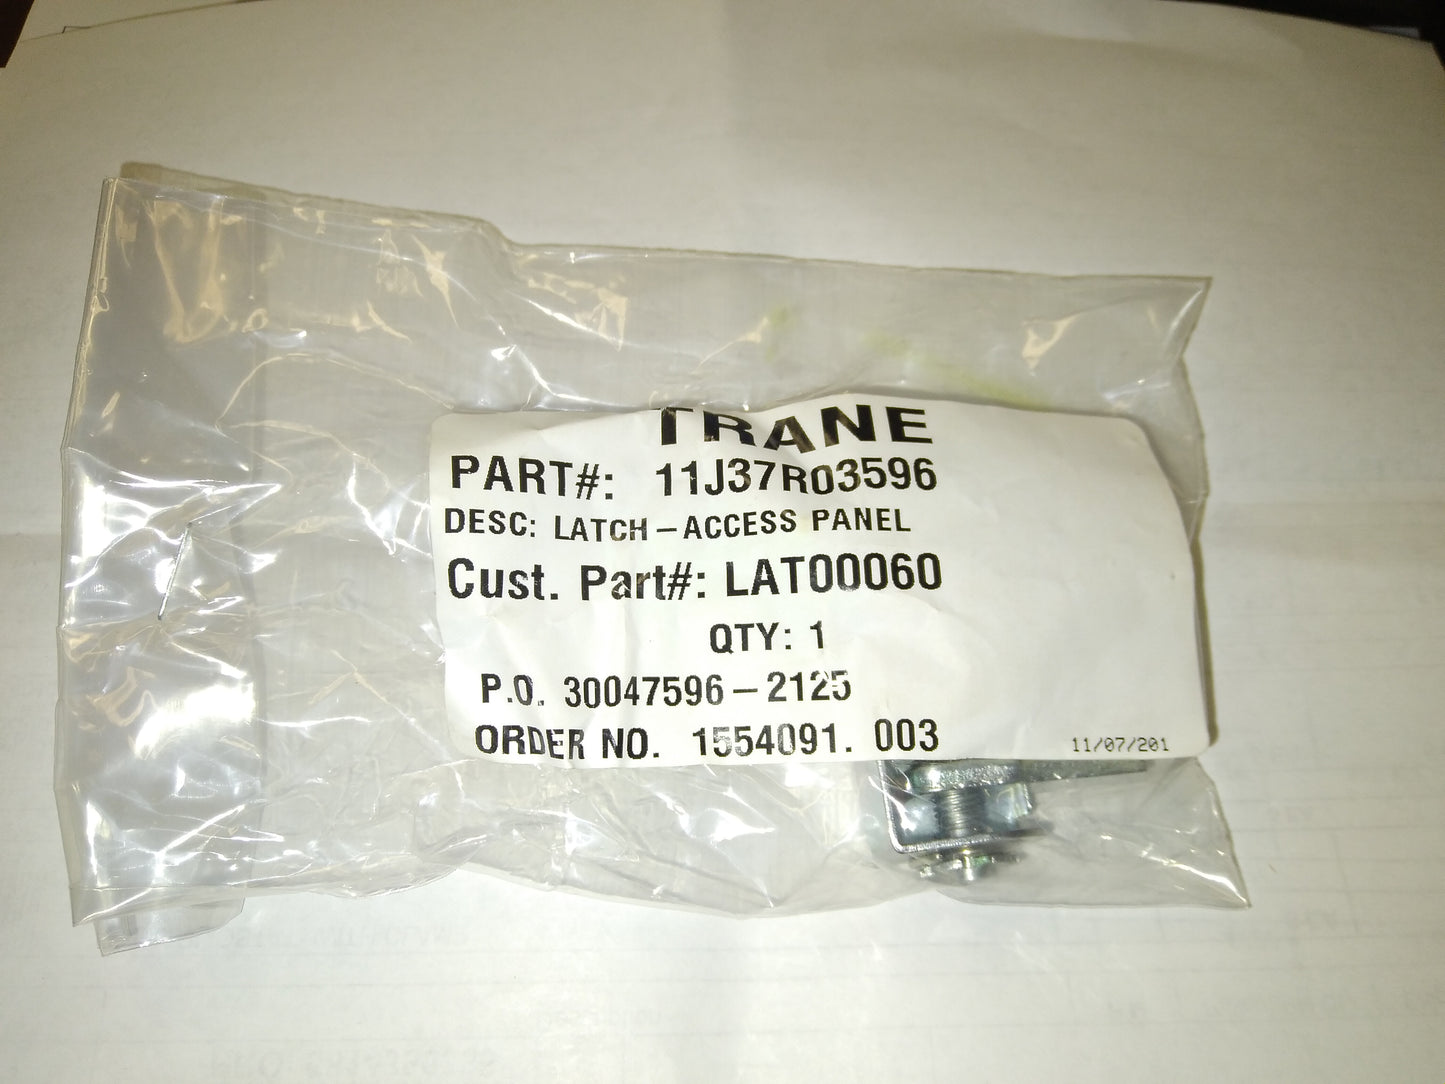 TRANE
PART#: 11J37R03596
DESC: LATCH-ACCESS PANEL
Cust. Part#: LAT00060
QTY: 1
P.O. 30047596-2125
ORDER NO. 1554091. 003
11/07/201